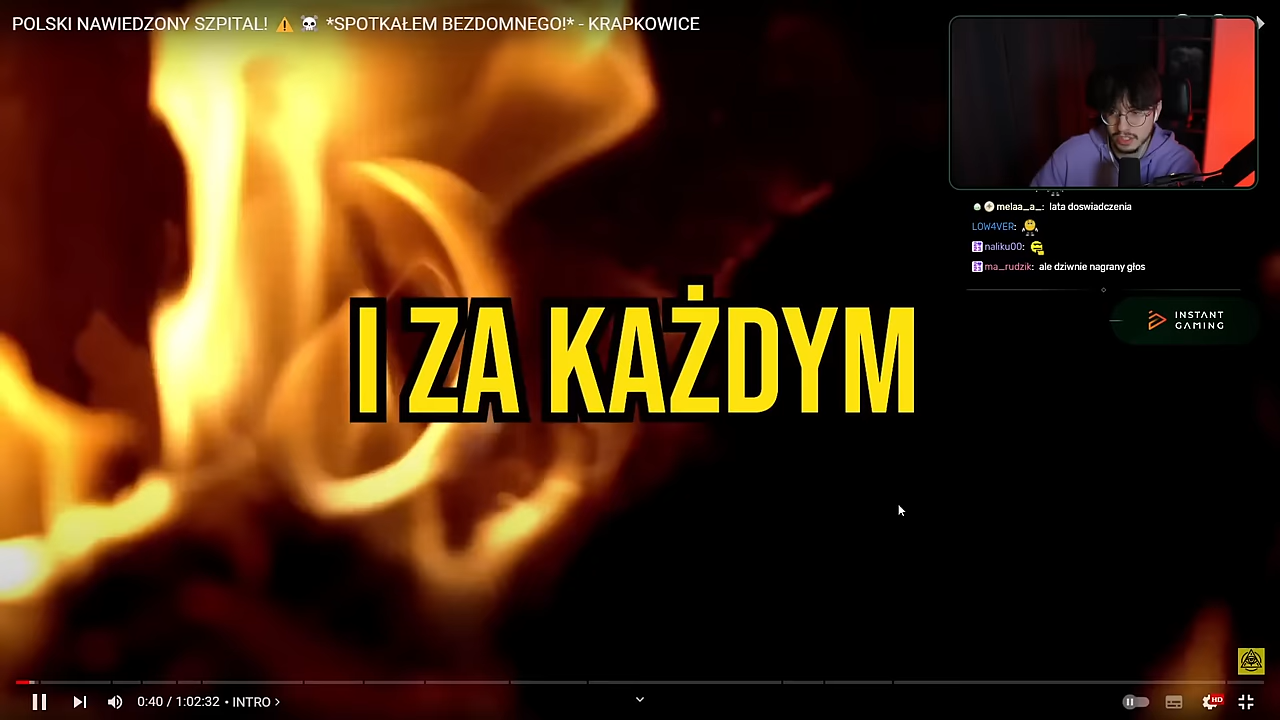 POLSKI NAWIEDZONY SZPITAL! ⚠️ ☠️ *SPOTKAŁEM BEZDOMNEGO!* - KRAPKOWICE
melaa_a_: lata doswiadczenia
LOW4VER:
naliku00:
ma_rudzik: ale dziwnie nagrany głos
INSTANT
GAMING
I ZA KAŻDYM
0:40 / 1:02:32 • INTRO >
HD